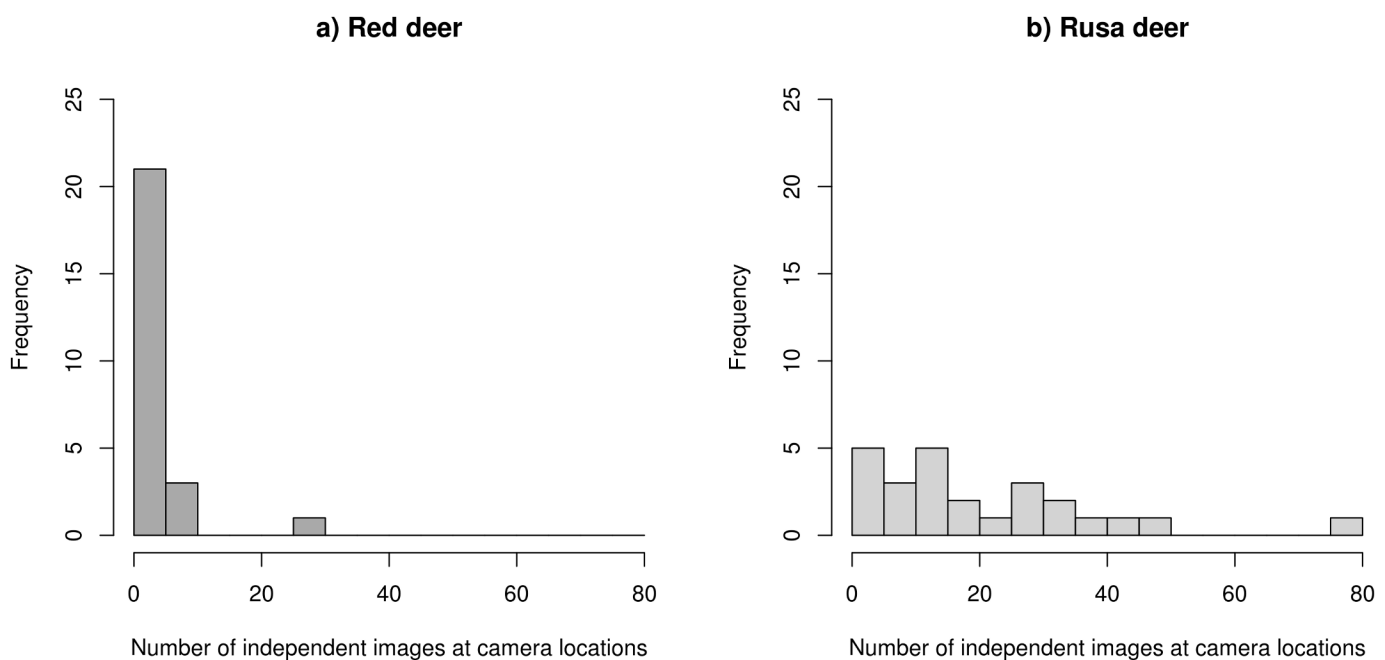 a) Red deer
Frequency
25
20
15
10
5
0
0 20 40 60 80
Number of independent images at camera locations
b) Rusa deer
Frequency
25
20
15
10
5
0
0 20 40 60 80
Number of independent images at camera locations